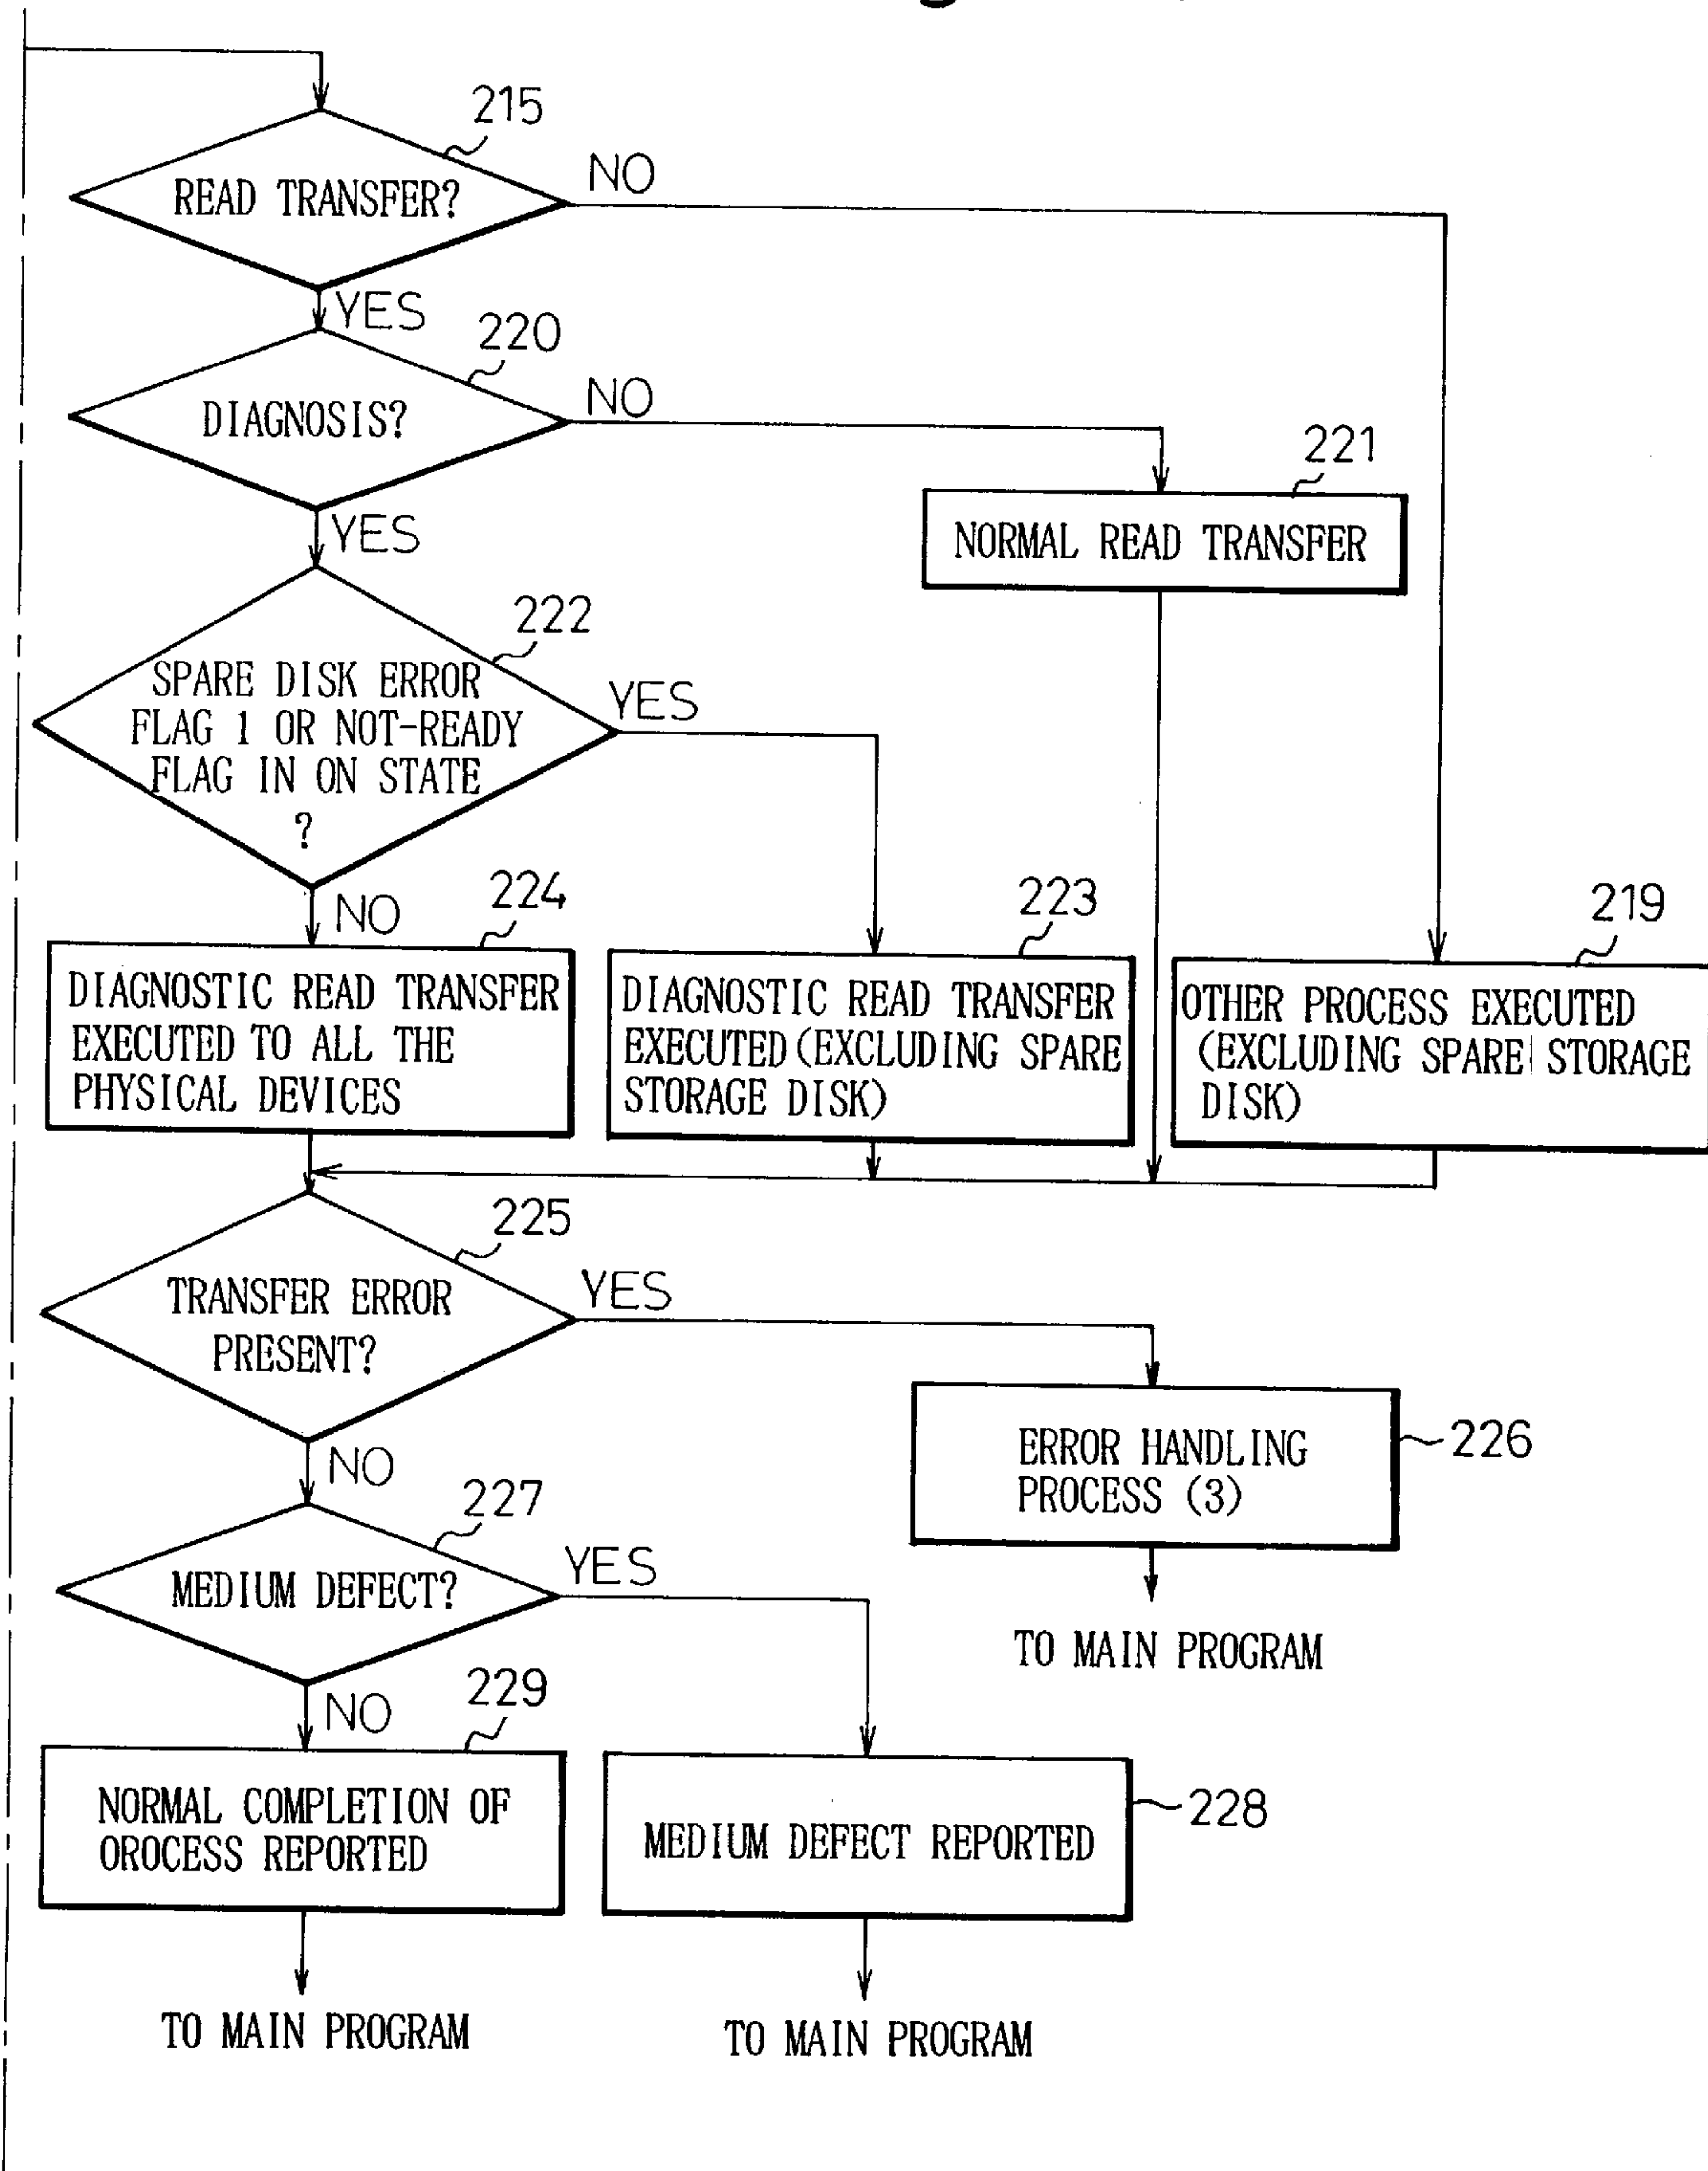 215
READ TRANSFER?
NO
YES
220
DIAGNOSIS?
NO
221
NORMAL READ TRANSFER
YES
222
SPARE DISK ERROR
FLAG 1 OR NOT-READY
FLAG IN ON STATE
?
YES
NO
224
DIAGNOSTIC READ TRANSFER
EXECUTED TO ALL THE
PHYSICAL DEVICES
223
DIAGNOSTIC READ TRANSFER
EXECUTED (EXCLUDING SPARE
STORAGE DISK)
219
OTHER PROCESS EXECUTED
(EXCLUDING SPARE STORAGE
DISK)
225
TRANSFER ERROR
PRESENT?
YES
226
ERROR HANDLING
PROCESS (3)
TO MAIN PROGRAM
NO
227
MEDIUM DEFECT?
YES
NO
229
NORMAL COMPLETION OF
OROCESS REPORTED
TO MAIN PROGRAM
228
MEDIUM DEFECT REPORTED
TO MAIN PROGRAM